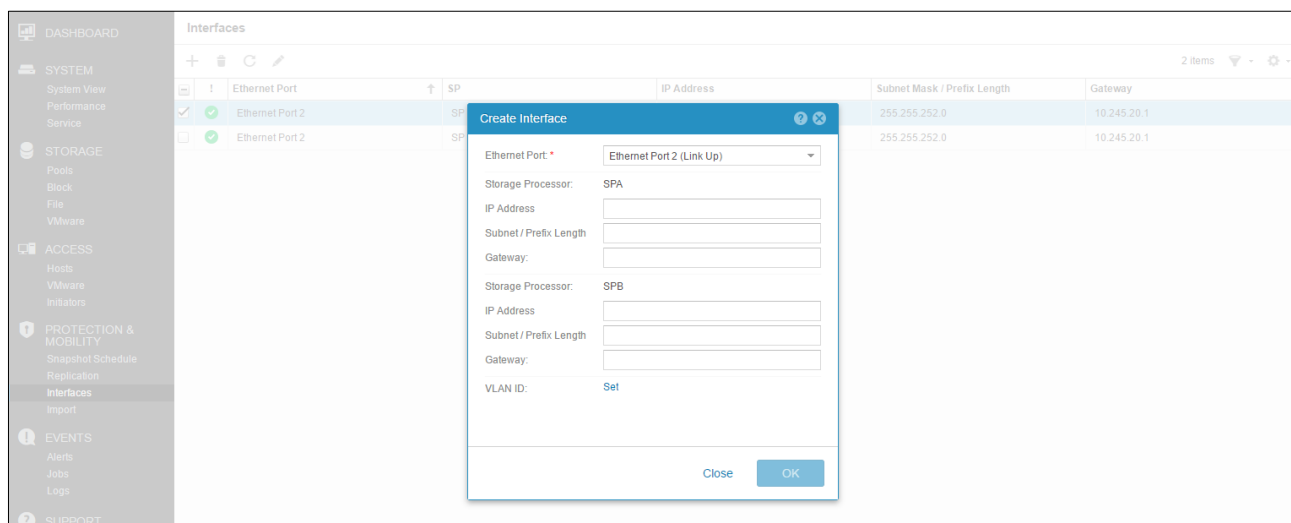 DASHBOARD
SYSTEM
System View
Performance
Service
STORAGE
Pools
Block
File
VMware
ACCESS
Hosts
VMware
Initiators
PROTECTION &
MOBILITY
Snapshot Schedule
Replication
Interfaces
Import
EVENTS
Alerts
Jobs
Logs
SUPPORT
Interfaces
2 items
! Ethernet Port SP IP Address Subnet Mask / Prefix Length Gateway
Ethernet Port 2 SP 255.255.252.0 10.245.20.1
Ethernet Port 2 SP 255.255.252.0 10.245.20.1
Create Interface
Ethernet Port: * Ethernet Port 2 (Link Up)
Storage Processor: SPA
IP Address
Subnet / Prefix Length
Gateway:
Storage Processor: SPB
IP Address
Subnet / Prefix Length
Gateway:
VLAN ID: Set
Close OK